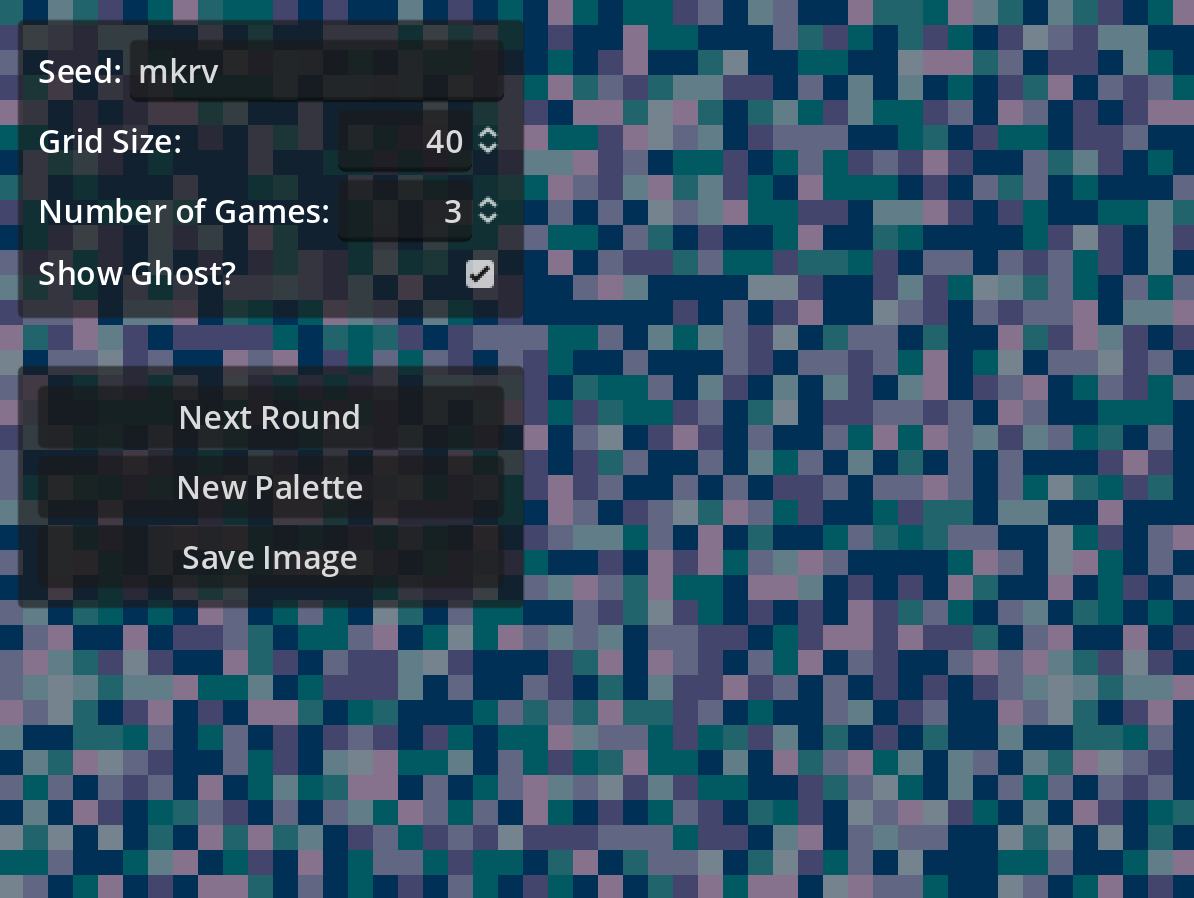 Seed: mkrv
Grid Size: 40
Number of Games: 3
Show Ghost?
Next Round
New Palette
Save Image